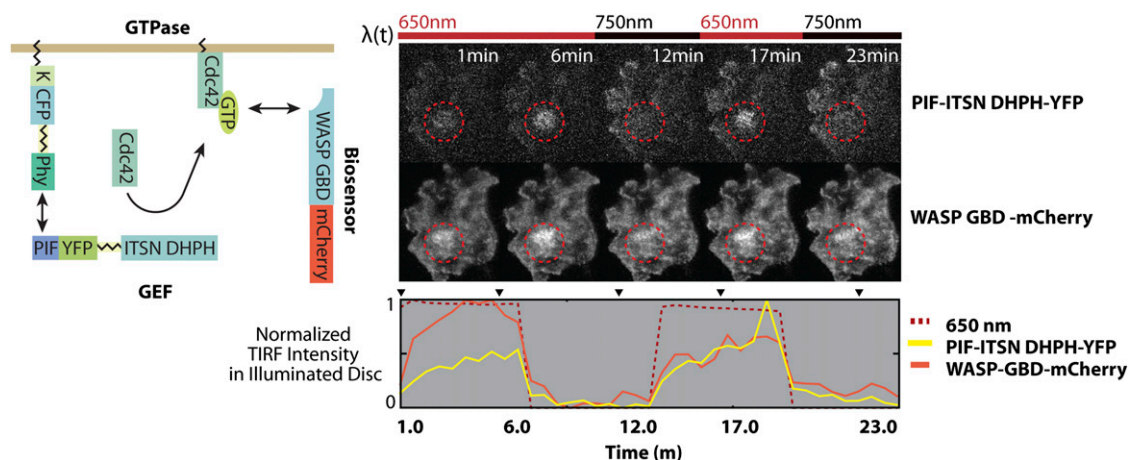 GTPase
K
CFP
Phy
PIF YFP
ITSN DHPH
GEF
Cdc42
Cdc42
GTP
WASP GBD
mCherry
Biosensor
λ(t)
650nm 750nm 650nm 750nm
1min 6min 12min 17min 23min
PIF-ITSN DHPH-YFP
WASP GBD -mCherry
Normalized
TIRF Intensity
in Illuminated Disc
1
0
1.0 6.0 12.0 17.0 23.0
Time (m)
650 nm
PIF-ITSN DHPH-YFP
WASP-GBD-mCherry